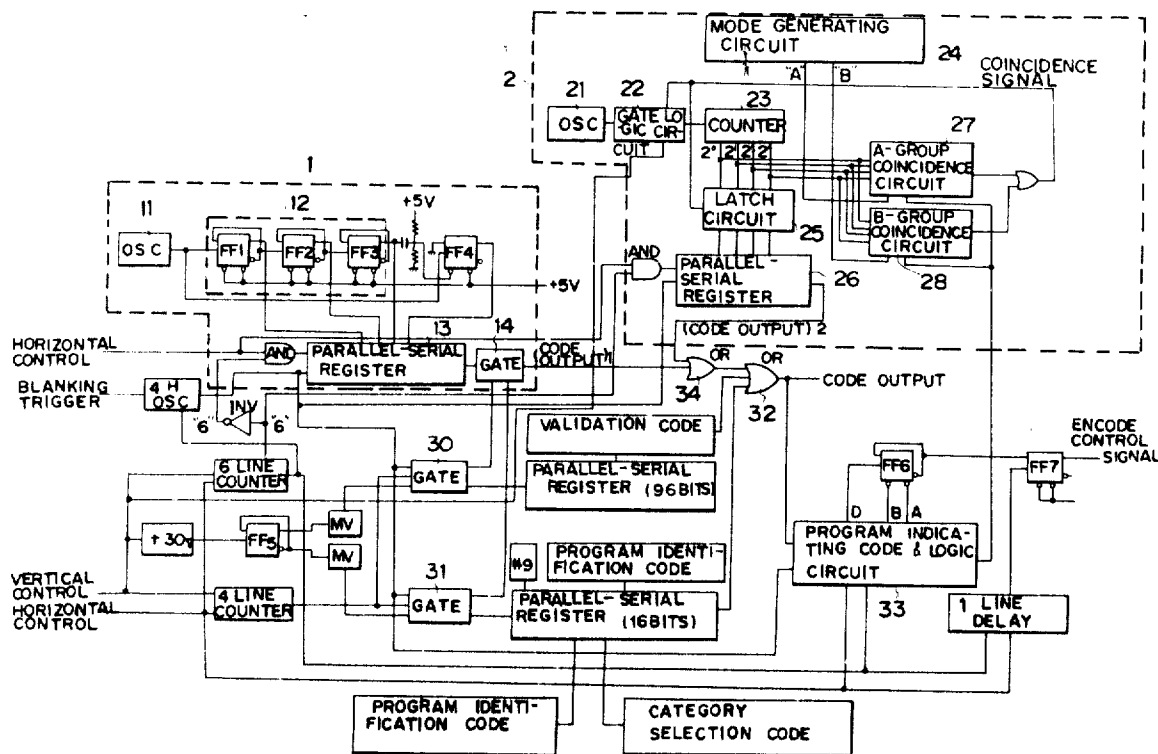 MODE GENERATING
CIRCUIT
24
"A"
"B"
COINCIDENCE
SIGNAL
2
21
OSC
22
GATE LO
GIC CIR-
CUIT
23
COUNTER
27
A-GROUP
COINCIDENCE
CIRCUIT
LATCH
CIRCUIT
25
B-GROUP
COINCIDENCE
CIRCUIT
28
1
11
OSC
12
+5V
FF1
FF2
FF3
FF4
+5V
AND
PARALLEL-
SERIAL
REGISTER
26
(CODE OUTPUT) 2
HORIZONTAL
CONTROL
AND
13
PARALLEL-SERIAL
REGISTER
14
GATE
(CODE
OUTPUT)1
OR
34
OR
32
CODE OUTPUT
BLANKING
TRIGGER
4 H
OSC
INV
"6"
"6"
VALIDATION CODE
30
GATE
PARALLEL-SERIAL
REGISTER (96BITS)
6 LINE
COUNTER
ENCODE
CONTROL
SIGNAL
FF6
FF7
D
B
A
÷30
FF5
MV
MV
#9
PROGRAM IDENTI-
FICATION CODE
PROGRAM INDICA-
TING CODE & LOGIC
CIRCUIT
33
VERTICAL
CONTROL
HORIZONTAL
CONTROL
4 LINE
COUNTER
31
GATE
PARALLEL-SERIAL
REGISTER (16BITS)
1 LINE
DELAY
PROGRAM IDENTI-
FICATION CODE
CATEGORY
SELECTION CODE